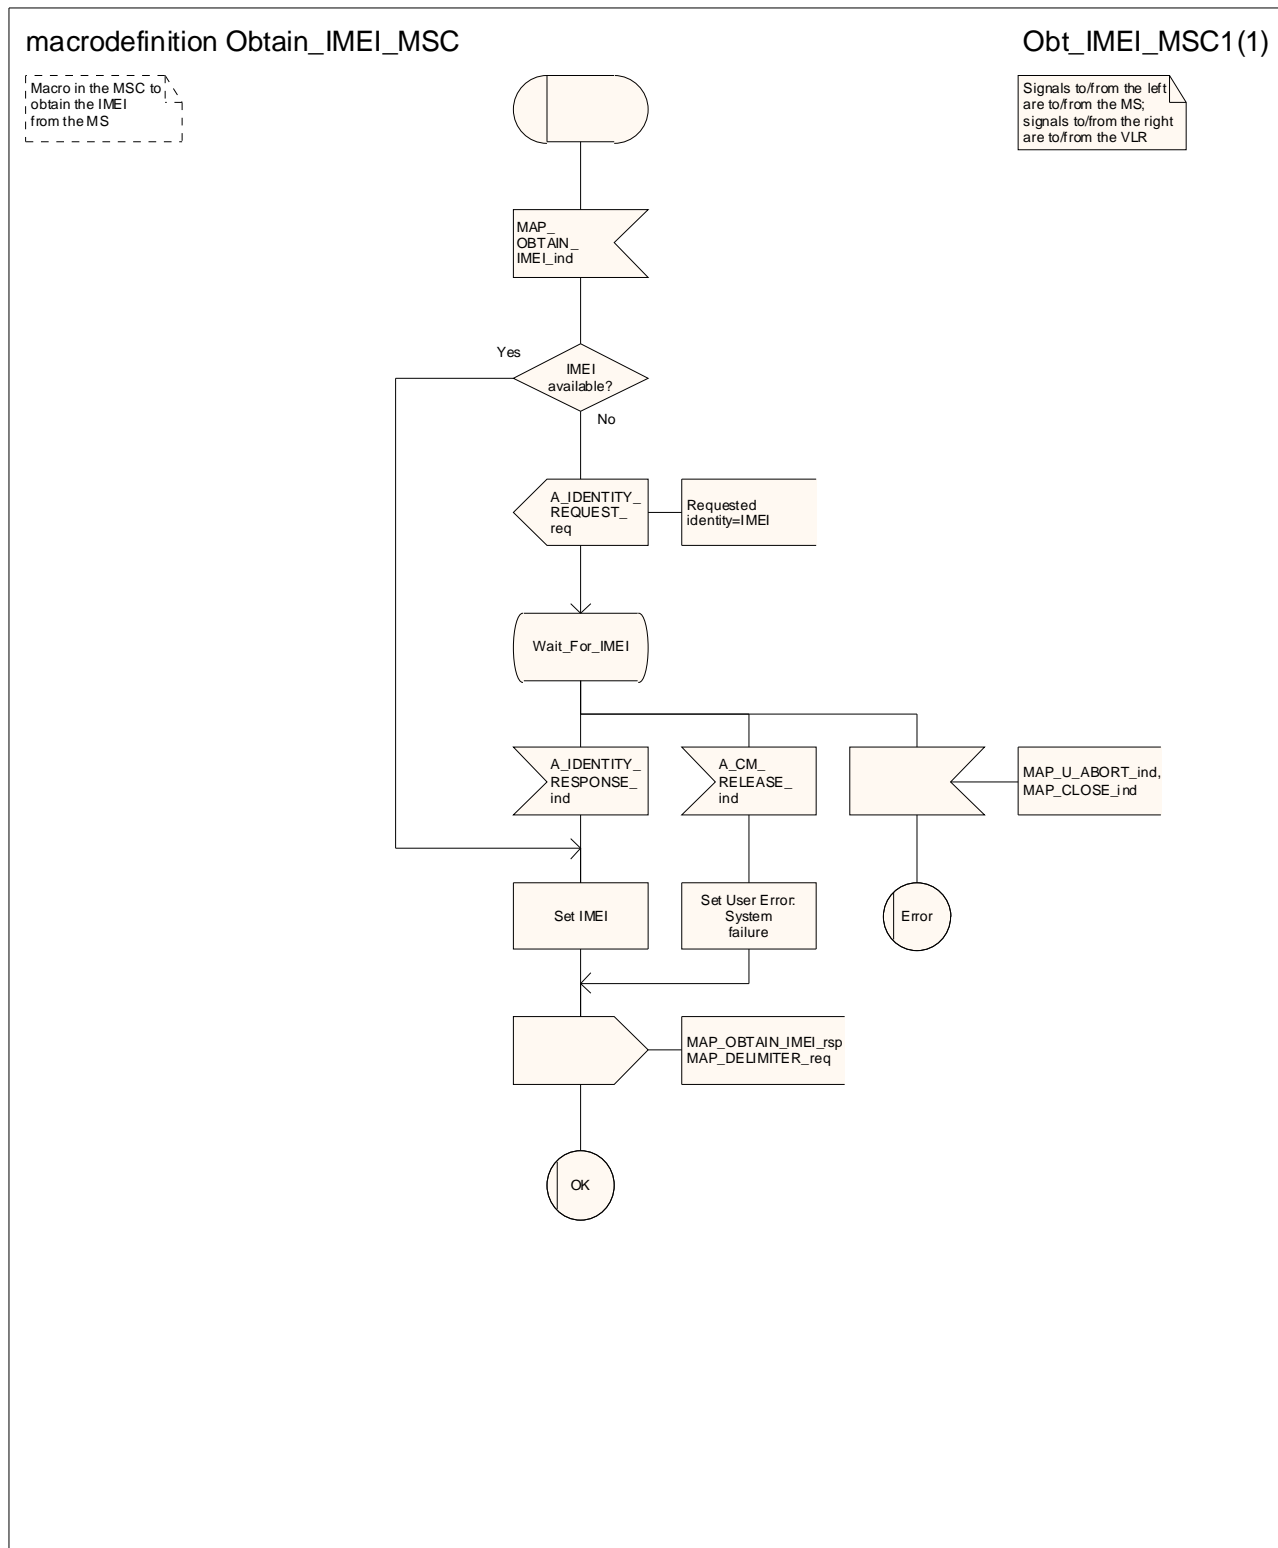 macrodefinition Obtain_IMEI_MSC
Obt_IMEI_MSC1(1)
Macro in the MSC to
obtain the IMEI
from the MS
Signals to/from the left
are to/from the MS;
signals to/from the right
are to/from the VLR
MAP_
OBTAIN_
IMEI_ind
Yes
IMEI
available?
No
A_IDENTITY_
REQUEST_
req
Requested
identity=IMEI
Wait_For_IMEI
A_IDENTITY_
RESPONSE_
ind
A_CM_
RELEASE_
ind
MAP_U_ABORT_ind,
MAP_CLOSE_ind
Set IMEI
Set User Error:
System
failure
Error
MAP_OBTAIN_IMEI_rsp
MAP_DELIMITER_req
OK